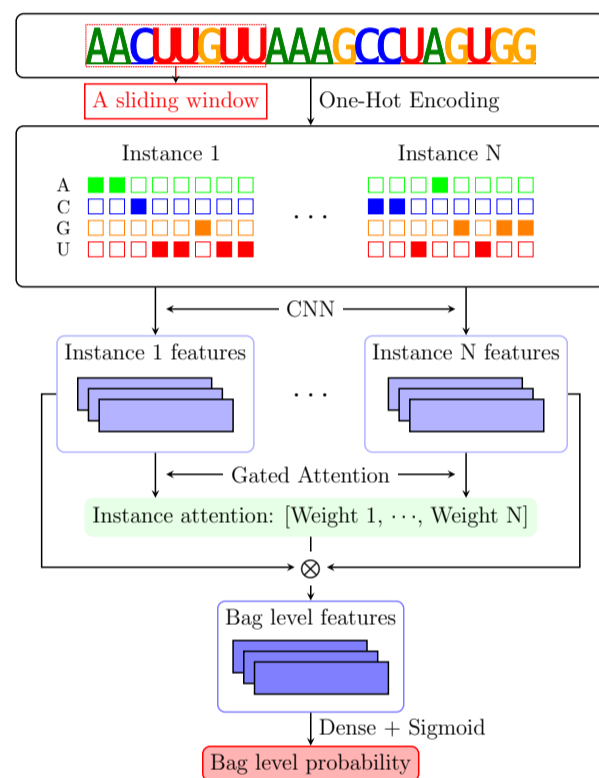 AACUUGUUAAAGCCUAGUGG
A sliding window
One-Hot Encoding
Instance 1
Instance N
A
C
. . .
G
U
CNN
Instance 1 features
Instance N features
. . .
Gated Attention
Instance attention: [Weight 1, ···, Weight N]
⊗
Bag level features
Dense + Sigmoid
Bag level probability